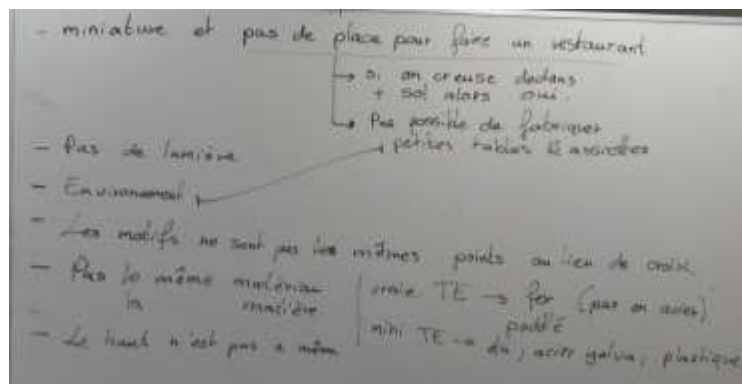 - miniature et pas de place pour faire un restaurant
→ si on creuse dedans
+ sol alors oui.
→ Pas possible de fabriquer
petites tables & assiettes
- Pas de lumière
- Environnement
- Les motifs ne sont pas les mêmes points au lieu de croix
- Pas le même matériau
la matière
vraie TE → fer (pas en acier)
puddlé
mini TE → du, acier galva, plastique
- Le haut n'est pas a même